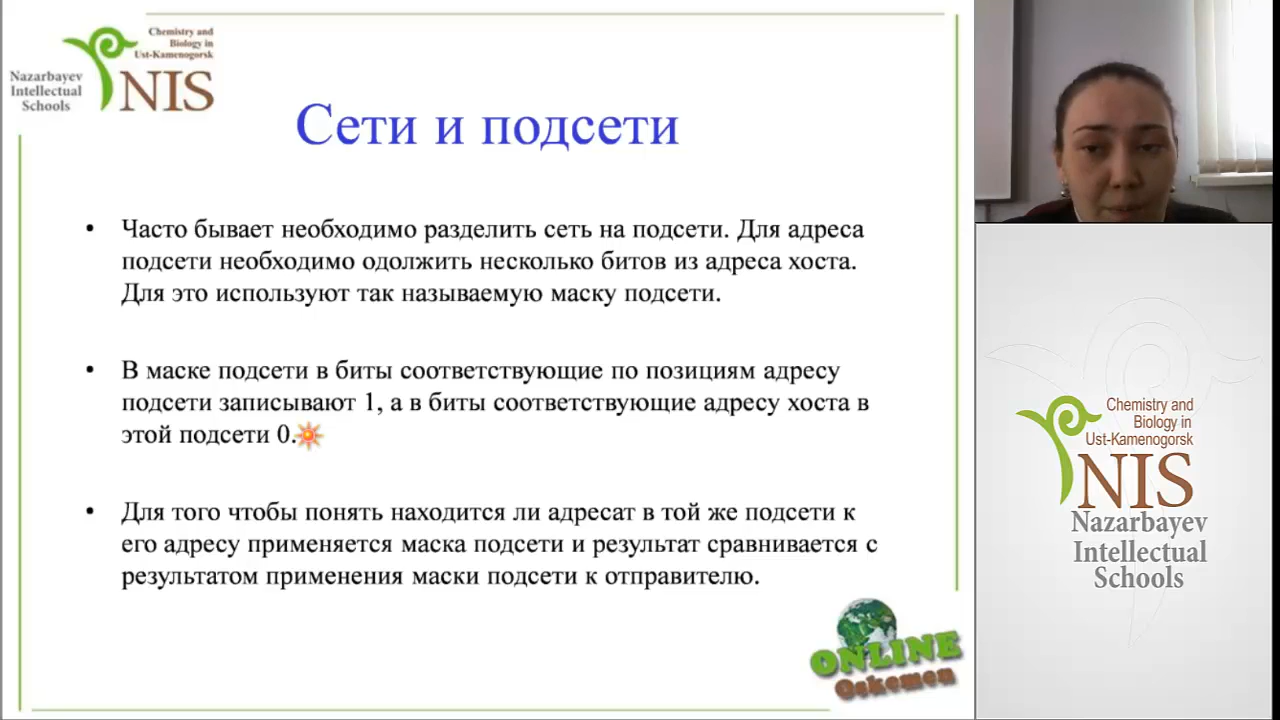 Chemistry and
Biology in
Ust-Kamenogorsk
Nazarbayev
Intellectual
Schools
NIS
Сети и подсети
• Часто бывает необходимо разделить сеть на подсети. Для адреса
подсети необходимо одолжить несколько битов из адреса хоста.
Для это используют так называемую маску подсети.
• В маске подсети в биты соответствующие по позициям адресу
подсети записывают 1, а в биты соответствующие адресу хоста в
этой подсети 0.
• Для того чтобы понять находится ли адресат в той же подсети к
его адресу применяется маска подсети и результат сравнивается с
результатом применения маски подсети к отправителю.
ONLINE
Oskemen
Chemistry and
Biology in
Ust-Kamenogorsk
NIS
Nazarbayev
Intellectual
Schools